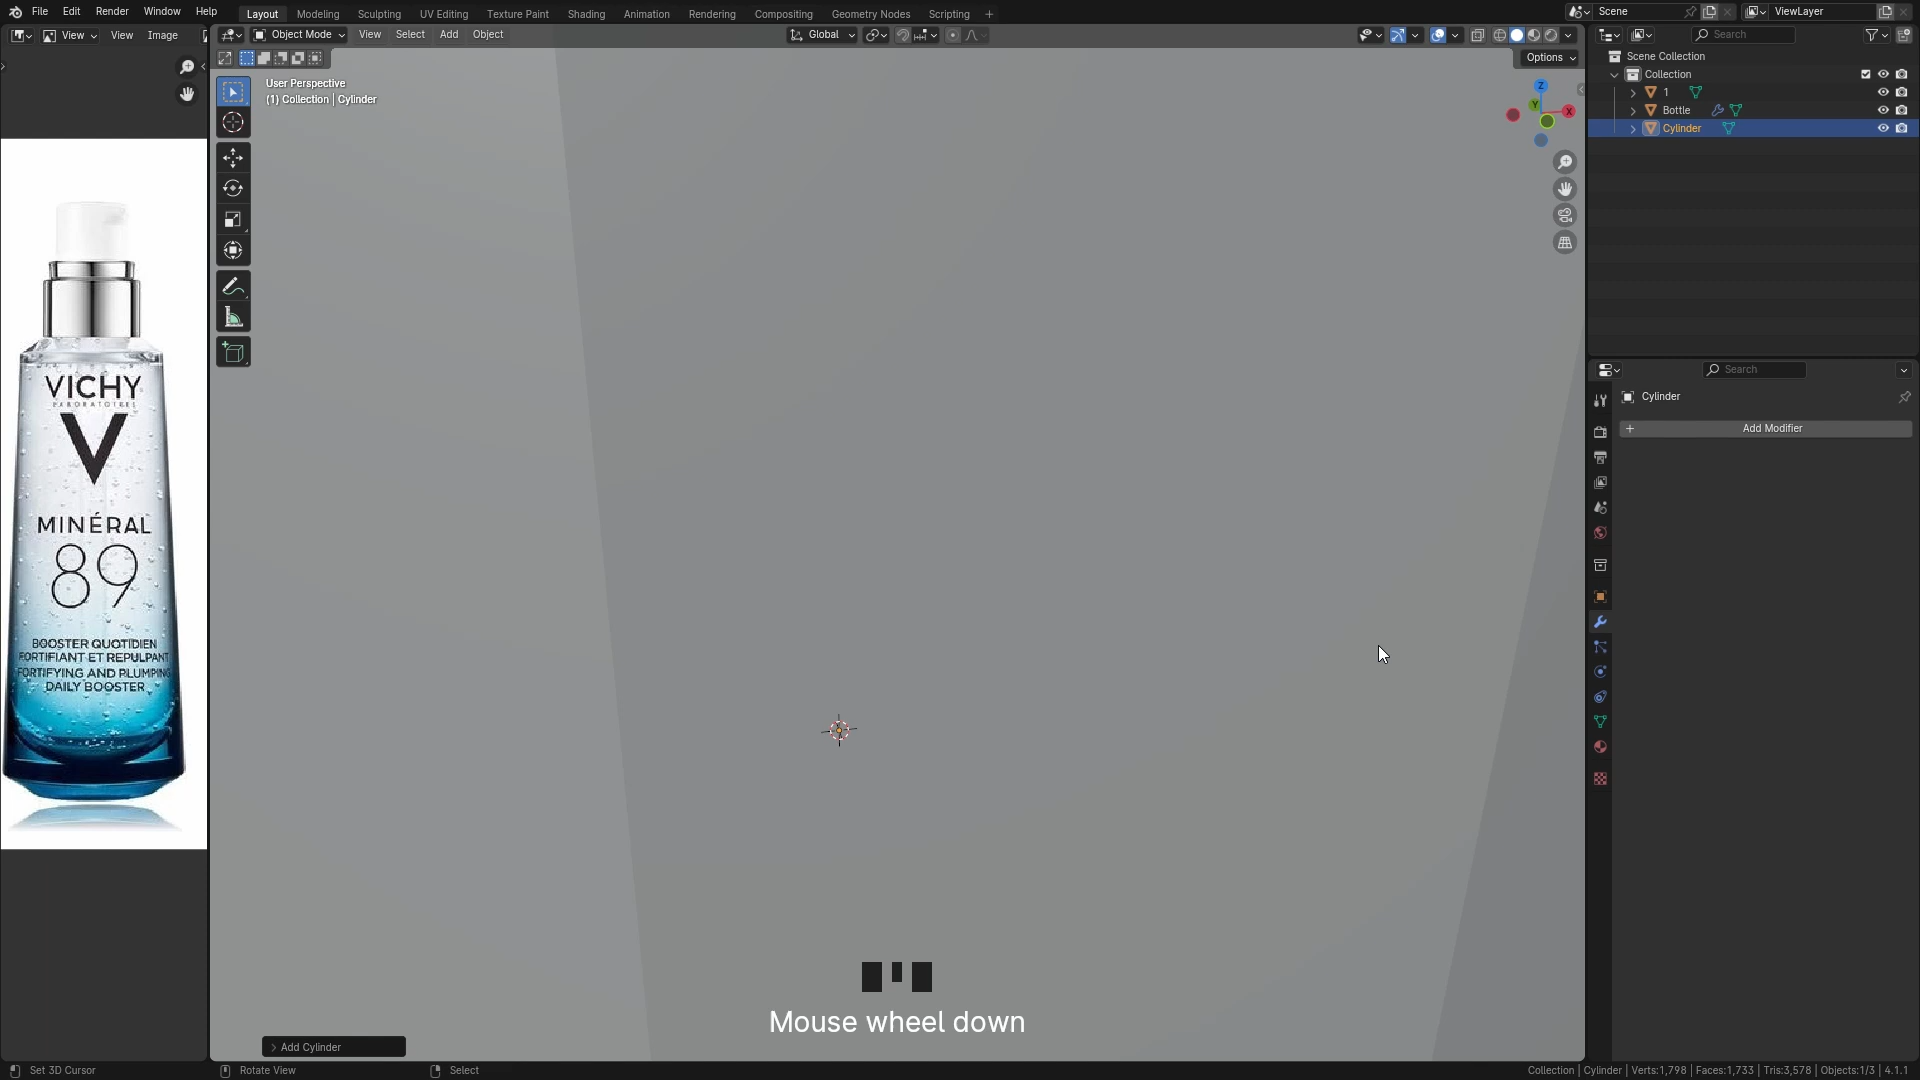 File Edit Render Window Help
Layout Modeling Sculpting UV Editing Texture Paint Shading Animation Rendering Compositing Geometry Nodes Scripting +
Scene
ViewLayer
View View Image
Object Mode View Select Add Object
Global
Options
Search
User Perspective
(1) Collection | Cylinder
Z
Y
X
Scene Collection
Collection
1
Bottle
Cylinder
Search
Cylinder
+ Add Modifier
VICHY
LABORATOIRES
V
MINÉRAL
89
BOOSTER QUOTIDIEN
FORTIFIANT ET REPULPANT
FORTIFYING AND PLUMPING
DAILY BOOSTER
Mouse wheel down
> Add Cylinder
Set 3D Cursor
Rotate View
Select
Collection | Cylinder | Verts:1,798 | Faces:1,733 | Tris:3,578 | Objects:1/3 | 4.1.1